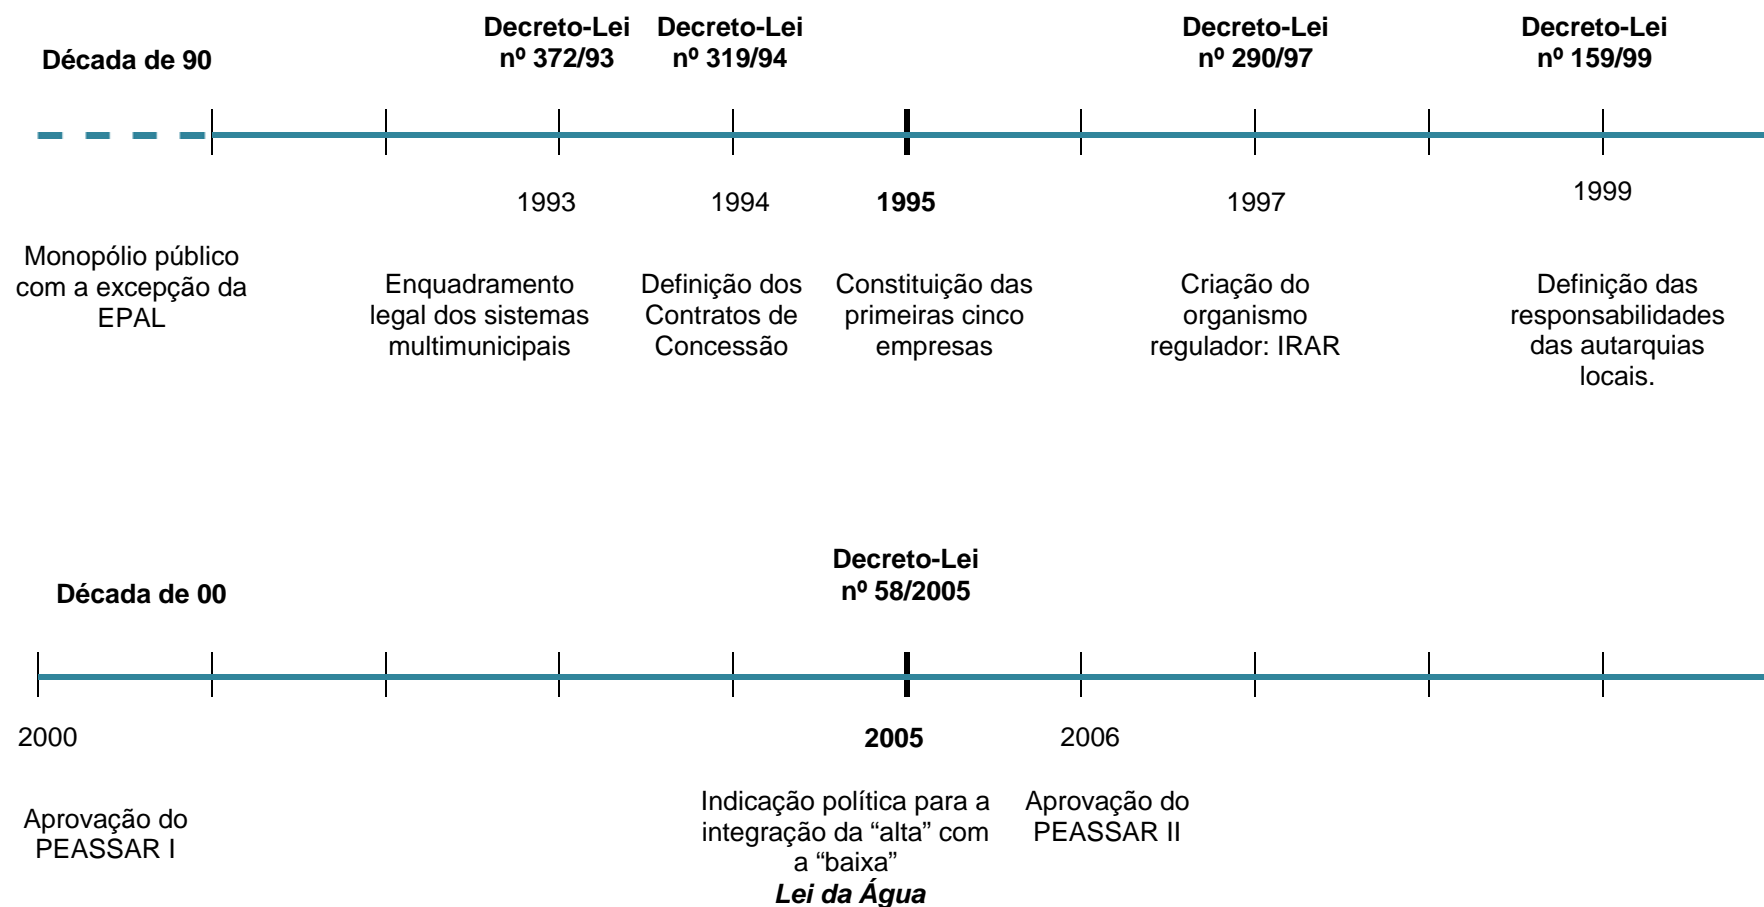 Década de 90
Decreto-Lei
nº 372/93
Decreto-Lei
nº 319/94
Decreto-Lei
nº 290/97
Decreto-Lei
nº 159/99
1993
1994
1995
1997
1999
Monopólio público
com a excepção da
EPAL
Enquadramento
legal dos sistemas
multimunicipais
Definição dos
Contratos de
Concessão
Constituição das
primeiras cinco
empresas
Criação do
organismo
regulador: IRAR
Definição das
responsabilidades
das autarquias
locais.
Década de 00
Decreto-Lei
nº 58/2005
2000
2005
2006
Aprovação do
PEASSAR I
Indicação política para a
integração da “alta” com
a “baixa”
Lei da Água
Aprovação do
PEASSAR II